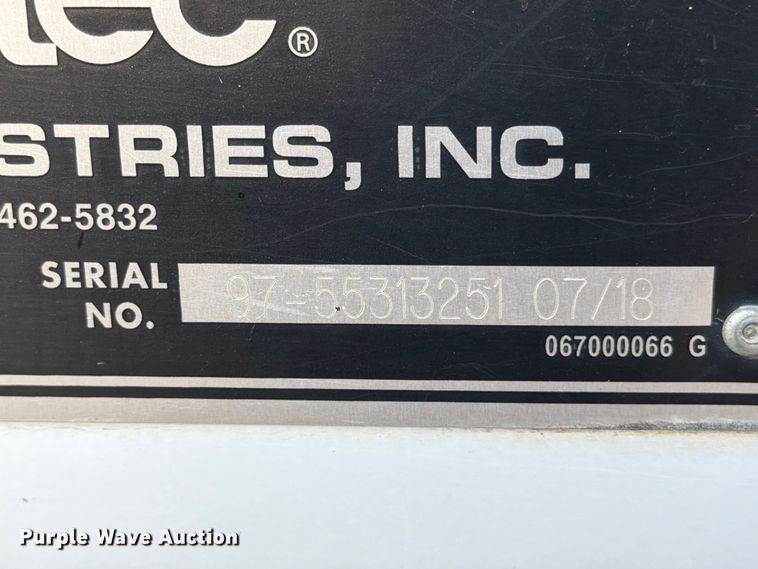 tec®
STRIES, INC.
462-5832
SERIAL NO. 97-55313251 07/18
067000066 G
Purple Wave Auction